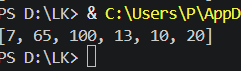 PS D:\LK> & C:\Users\P\AppD
[7, 65, 100, 13, 10, 20]
PS D:\LK>